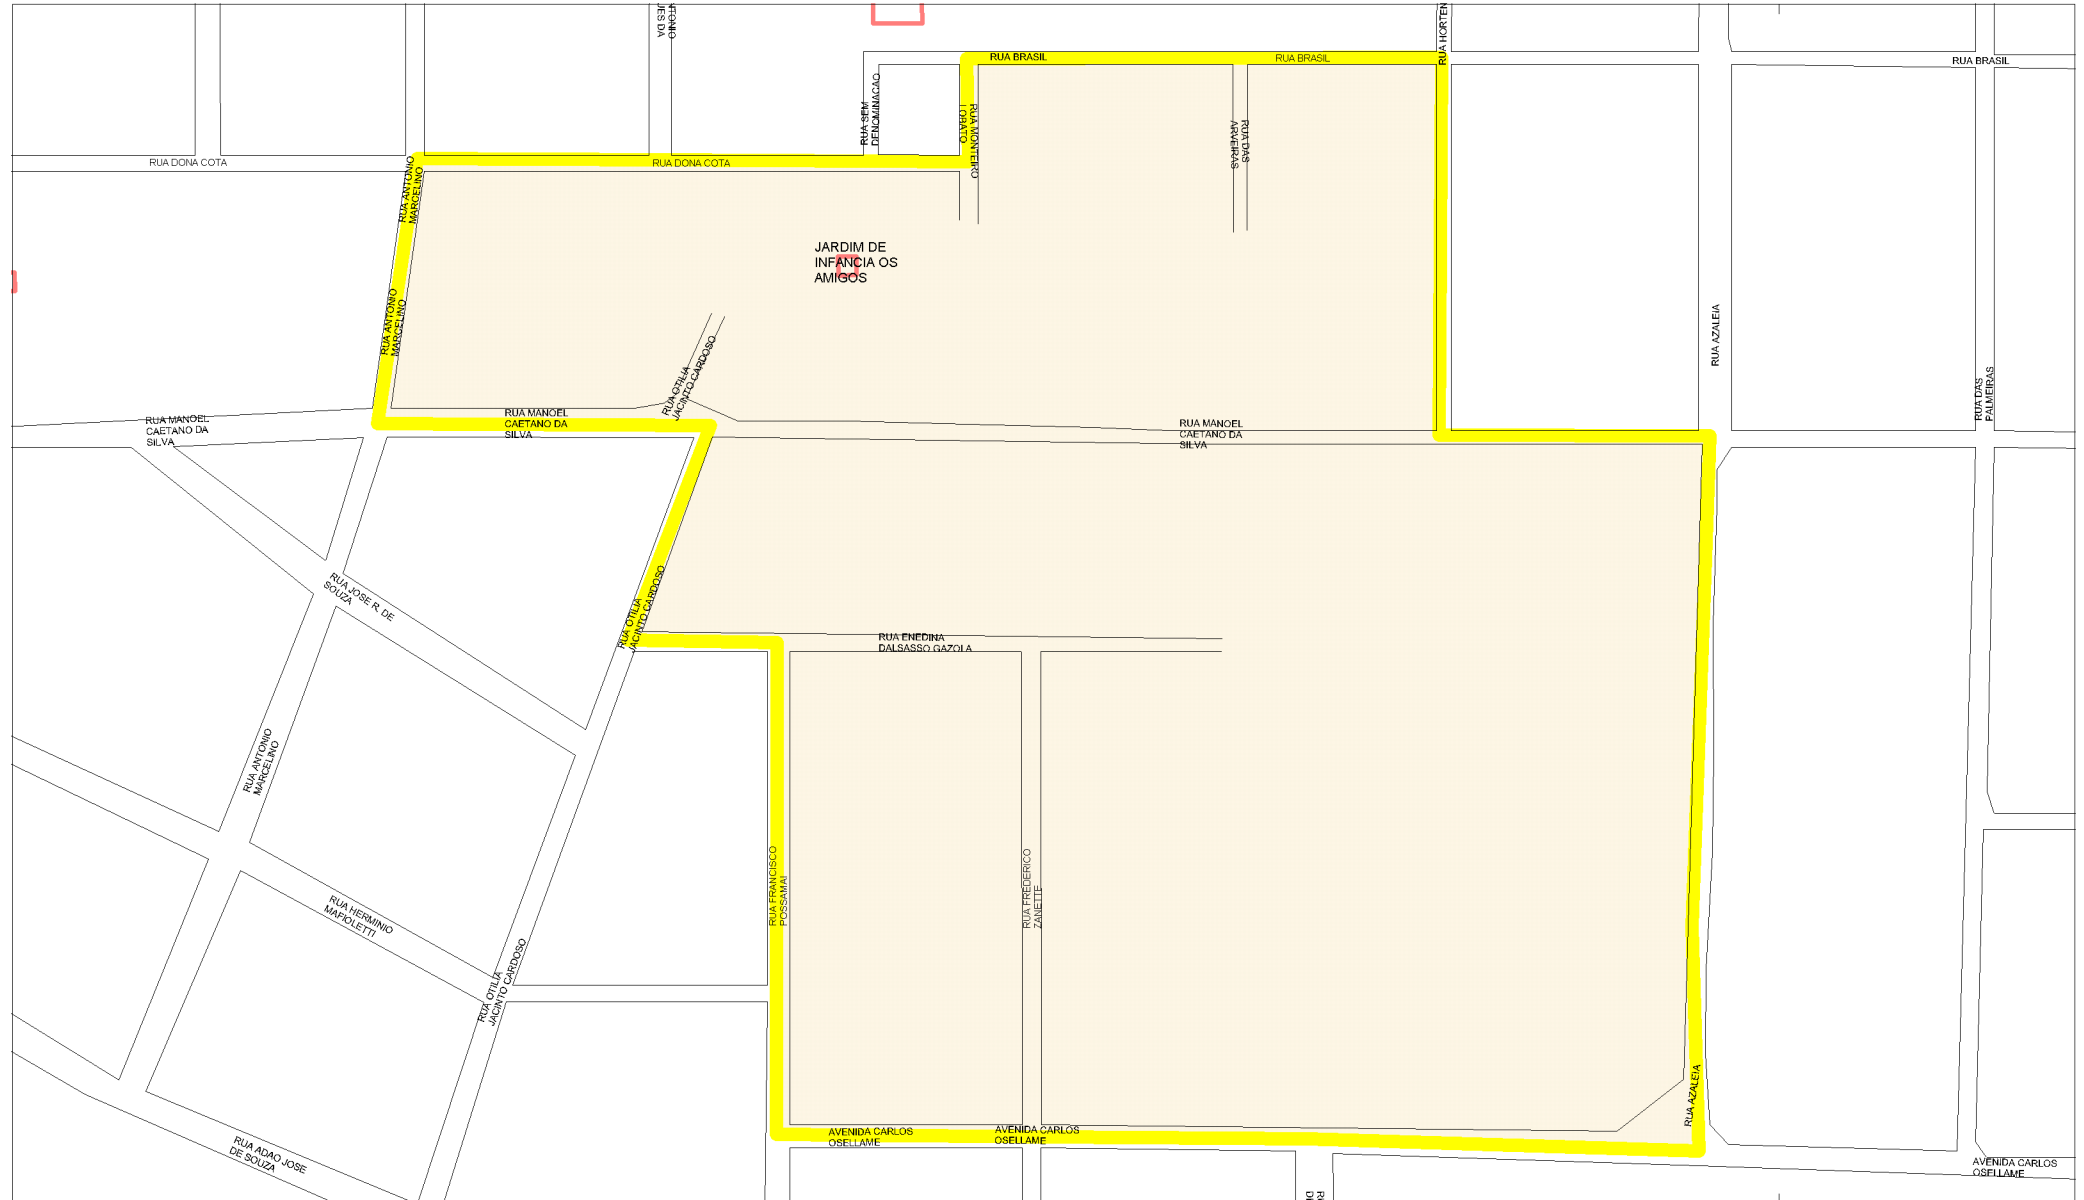 NTONIO
UES DA
RUA HORTEN
RUA BRASIL
RUA BRASIL
RUA BRASIL
RUA SEM
DENOMINACAO
RUA MONTEIRO
LOBATO
RUA DAS
ARVEIRAS
RUA DONA COTA
RUA DONA COTA
RUA ANTONIO
MARCELINO
JARDIM DE
INFANCIA OS
AMIGOS
RUA ANTONIO
MARCELINO
RUA AZALEIA
RUA OTILIA
JACINTO CARDOSO
RUA DAS
PALMEIRAS
RUA MANOEL
CAETANO DA
SILVA
RUA MANOEL
CAETANO DA
SILVA
RUA MANOEL
CAETANO DA
SILVA
RUA JOSE R. DE
SOUZA
RUA OTILIA
JACINTO CARDOSO
RUA ENEDINA
DALSASSO GAZOLA
RUA ANTONIO
MARCELINO
RUA FRANCISCO
POSSAMAI
RUA FREDERICO
ZANETTE
RUA HERMINIO
MAFIOLETTI
RUA OTILIA
JACINTO CARDOSO
RUA AZALEIA
AVENIDA CARLOS
OSELLAME
AVENIDA CARLOS
OSELLAME
RUA ADAO JOSE
DE SOUZA
AVENIDA CARLOS
OSELLAME